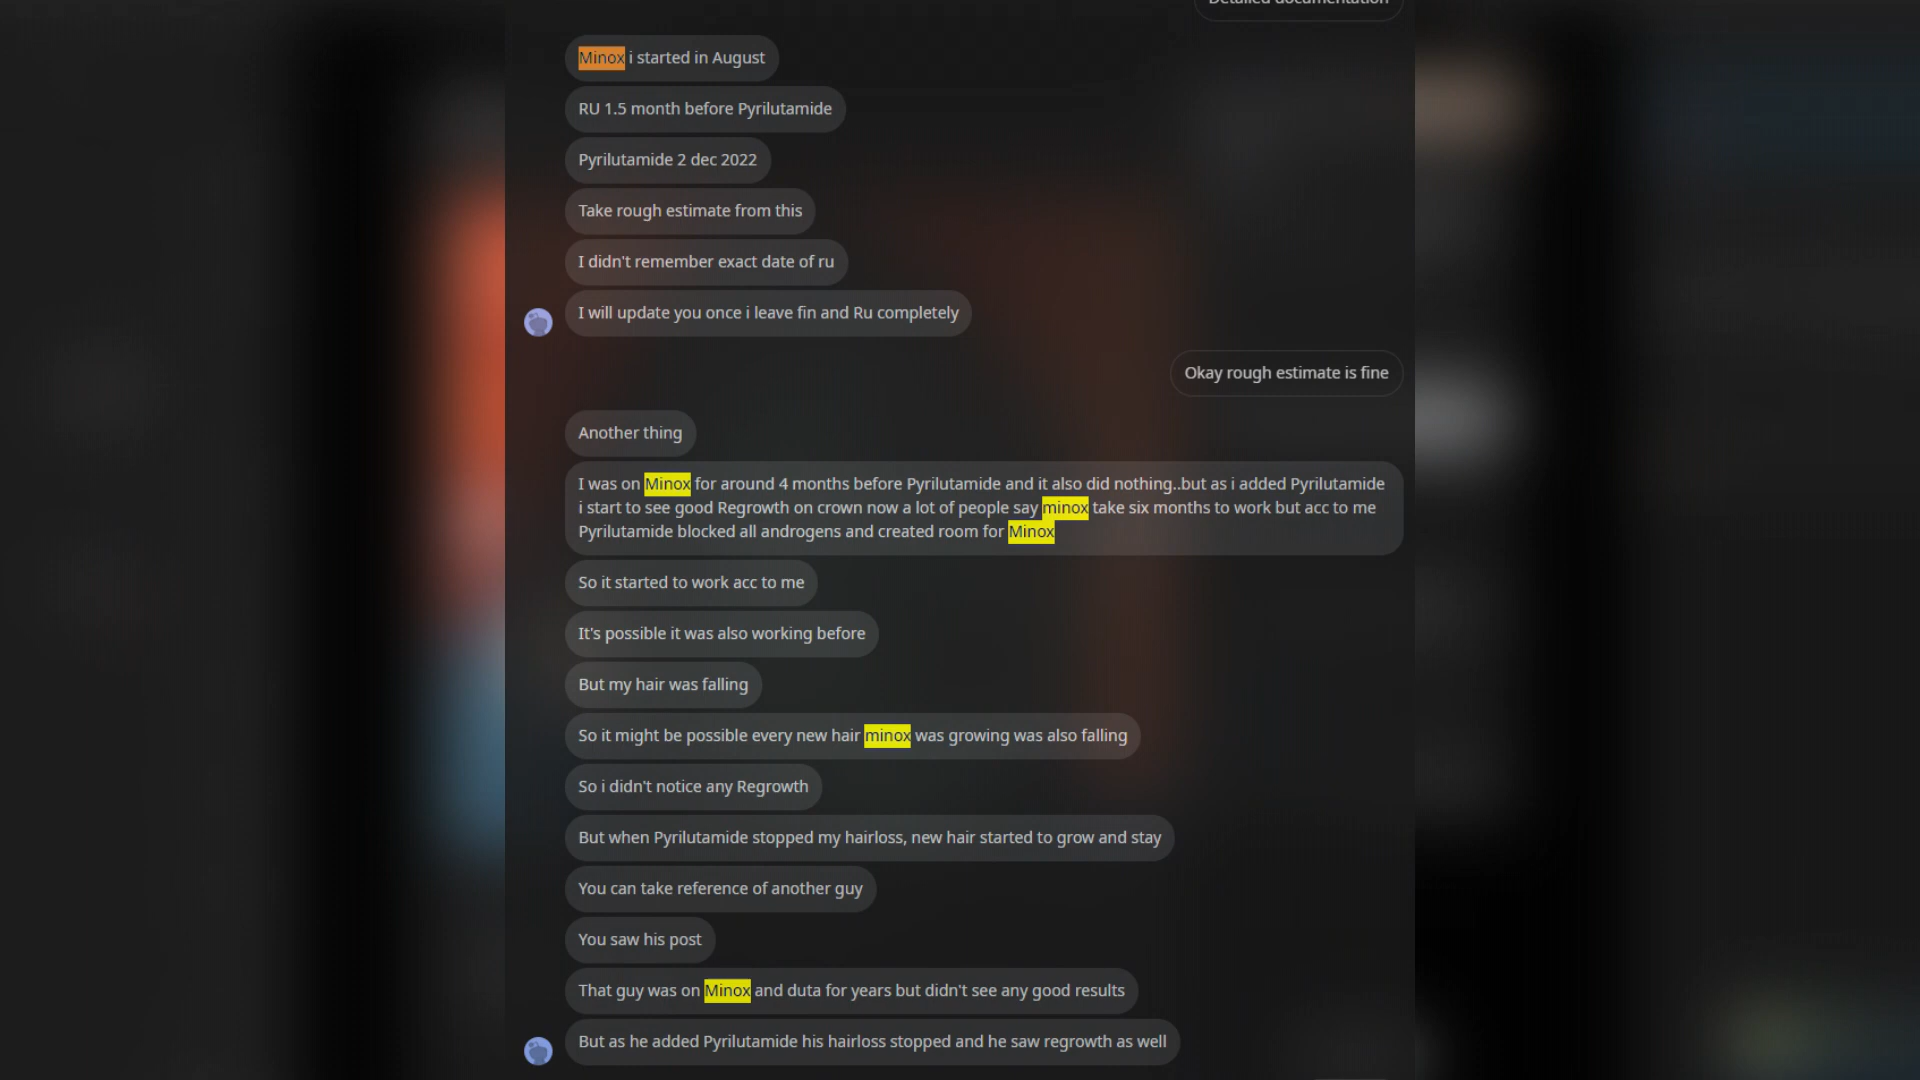 Detailed documentation
Minox i started in August
RU 1.5 month before Pyrilutamide
Pyrilutamide 2 dec 2022
Take rough estimate from this
I didn't remember exact date of ru
I will update you once i leave fin and Ru completely
Okay rough estimate is fine
Another thing
I was on Minox for around 4 months before Pyrilutamide and it also did nothing..but as i added Pyrilutamide
i start to see good Regrowth on crown now a lot of people say minox take six months to work but acc to me
Pyrilutamide blocked all androgens and created room for Minox
So it started to work acc to me
It's possible it was also working before
But my hair was falling
So it might be possible every new hair minox was growing was also falling
So i didn't notice any Regrowth
But when Pyrilutamide stopped my hairloss, new hair started to grow and stay
You can take reference of another guy
You saw his post
That guy was on Minox and duta for years but didn't see any good results
But as he added Pyrilutamide his hairloss stopped and he saw regrowth as well